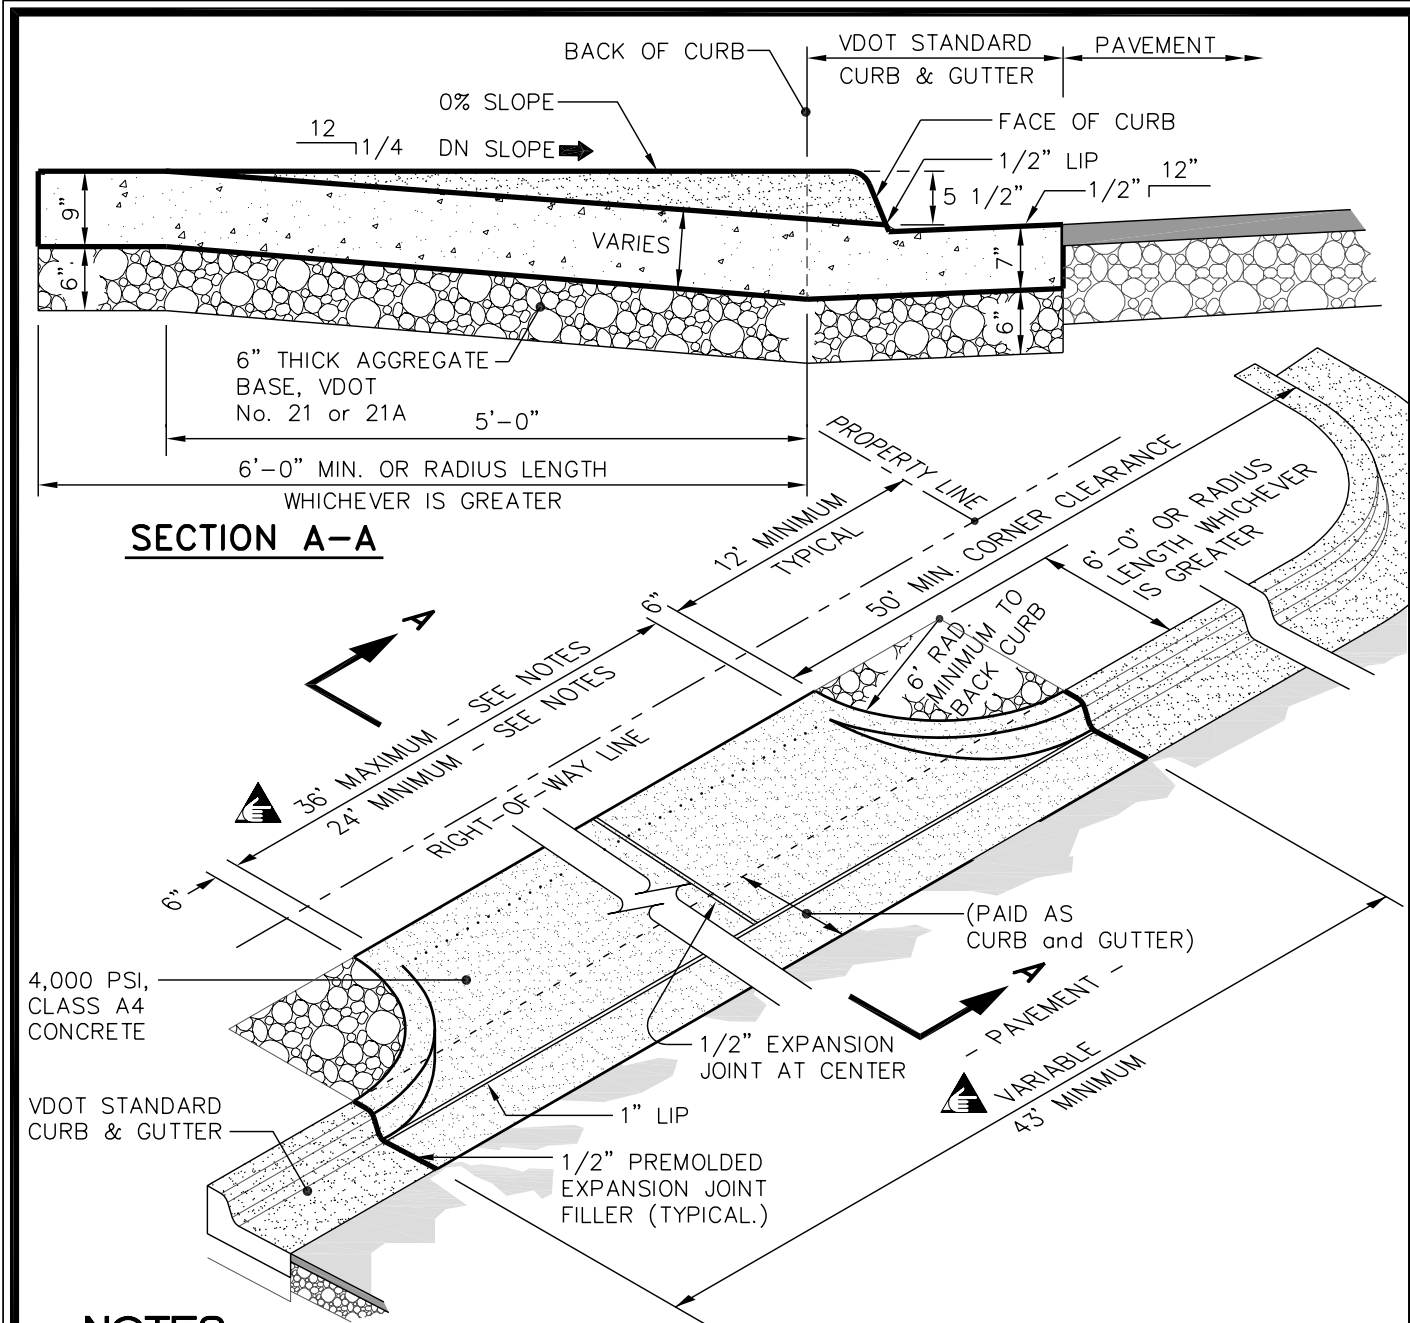 BACK OF CURB
VDOT STANDARD
CURB & GUTTER
PAVEMENT
0% SLOPE
12
1/4
DN SLOPE
FACE OF CURB
1/2" LIP
5 1/2"
1/2"
12"
9"
VARIES
7"
6"
6"
6" THICK AGGREGATE
BASE, VDOT
No. 21 or 21A
5'-0"
6'-0" MIN. OR RADIUS LENGTH
WHICHEVER IS GREATER
SECTION A-A
PROPERTY LINE
12' MINIMUM
TYPICAL
50' MIN. CORNER CLEARANCE
6'-0" OR RADIUS
LENGTH WHICHEVER
IS GREATER
6"
A
6' RAD.
MINIMUM TO
BACK CURB
36' MAXIMUM - SEE NOTES
24' MINIMUM - SEE NOTES
RIGHT-OF-WAY LINE
6"
(PAID AS
CURB and GUTTER)
4,000 PSI,
CLASS A4
CONCRETE
A
PAVEMENT
1/2" EXPANSION
JOINT AT CENTER
VARIABLE
43' MINIMUM
VDOT STANDARD
CURB & GUTTER
1" LIP
1/2" PREMOLDED
EXPANSION JOINT
FILLER (TYPICAL.)
NOTES